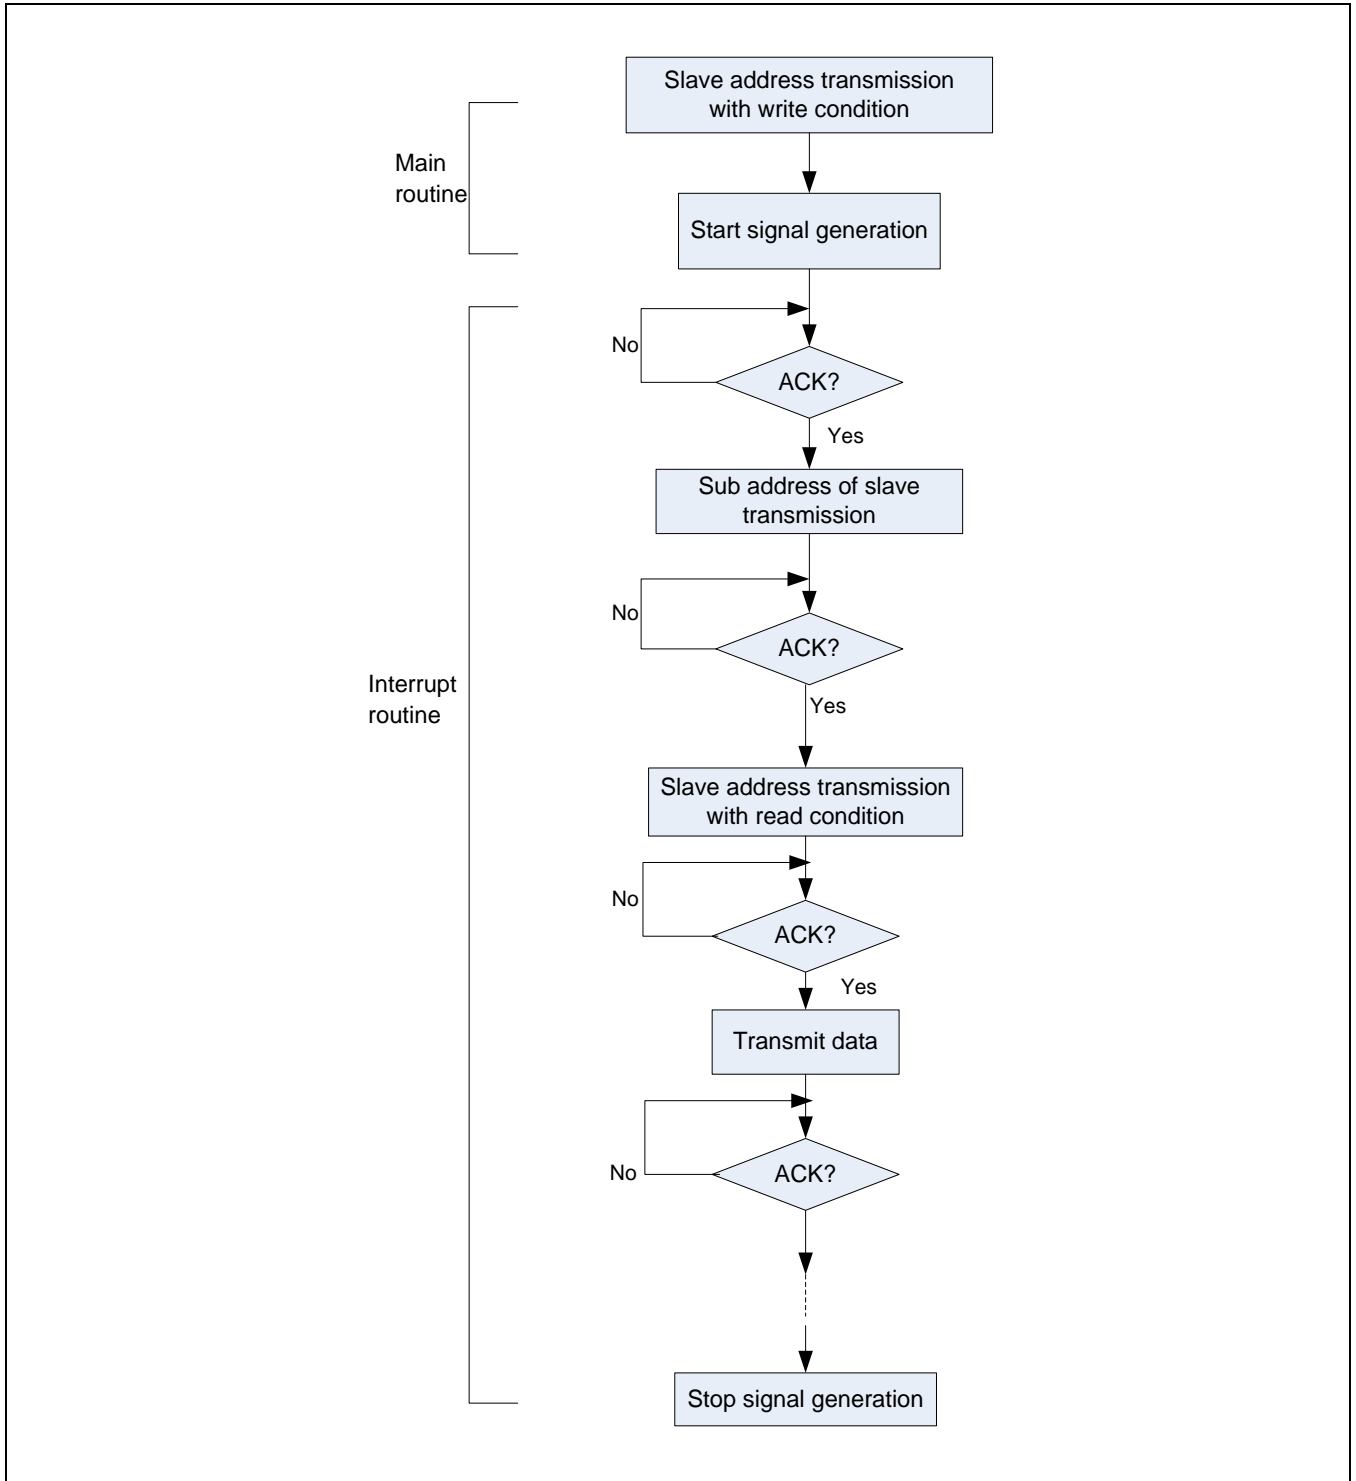 Slave address transmission
with write condition
Main
routine
Start signal generation
No
ACK?
Yes
Sub address of slave
transmission
No
ACK?
Interrupt
routine
Yes
Slave address transmission
with read condition
No
ACK?
Yes
Transmit data
No
ACK?
Stop signal generation